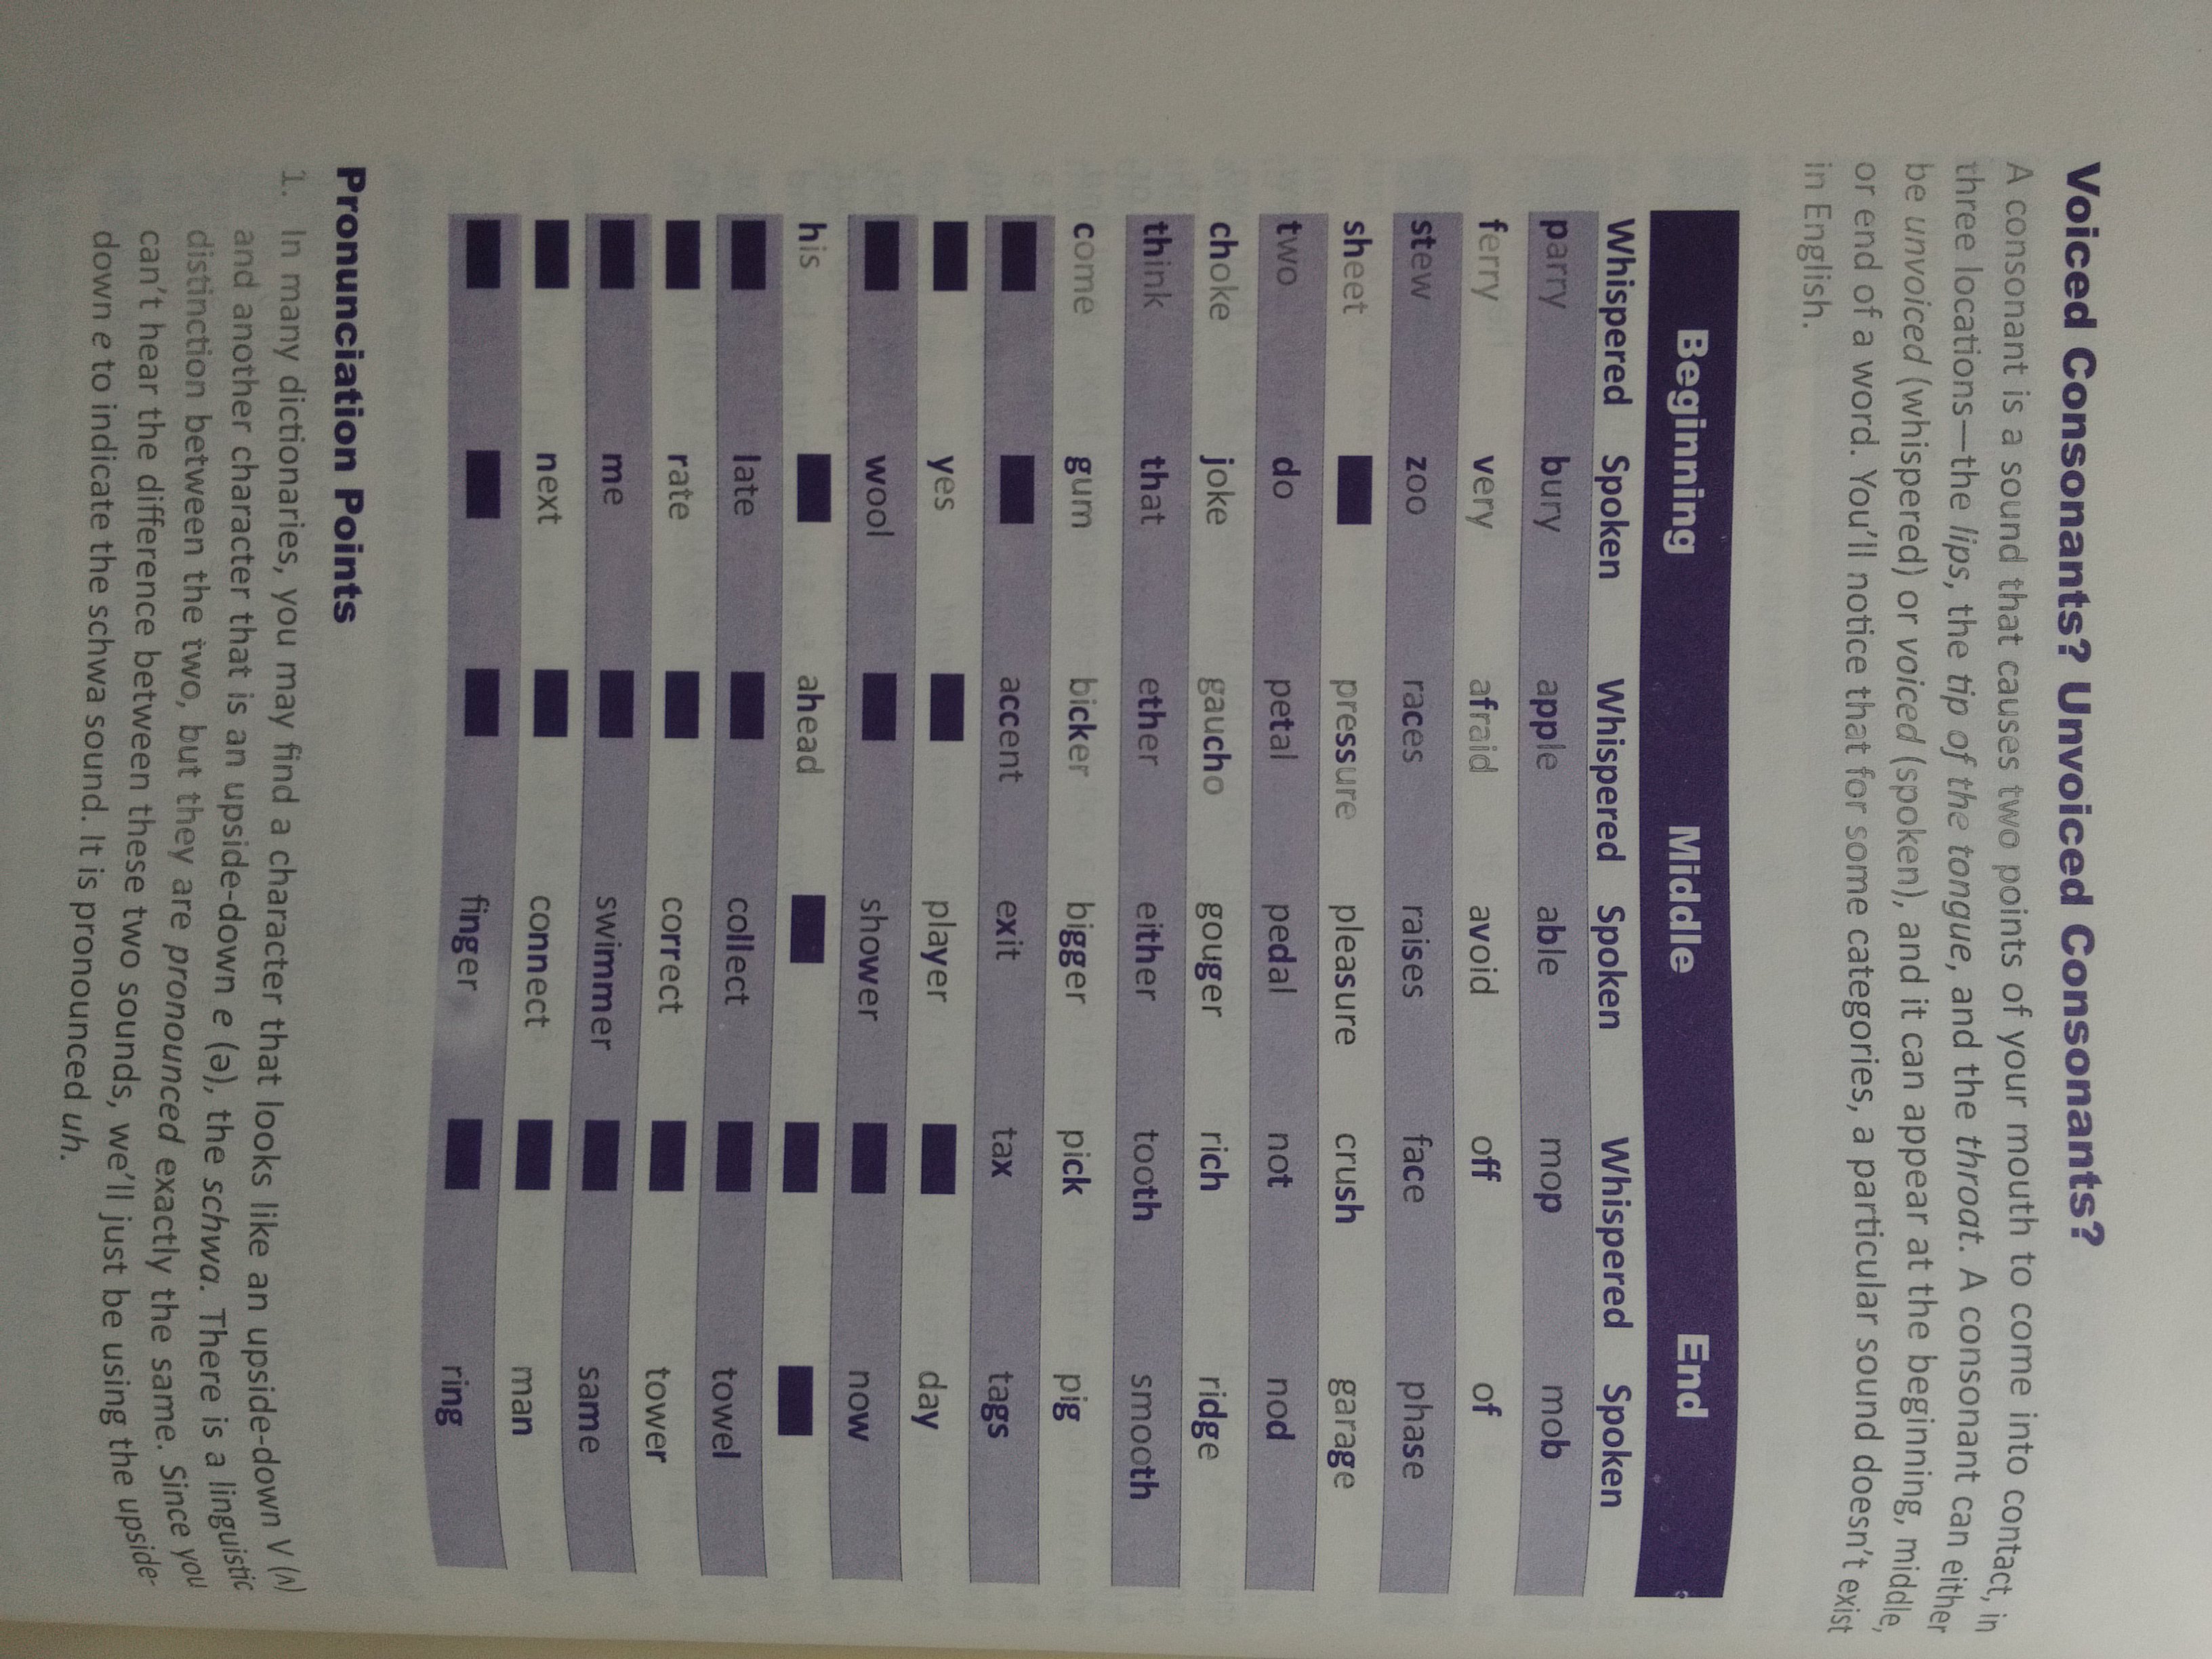 Voiced Consonants? Unvoiced Consonants?
A consonant is a sound that causes two points of your mouth to come into contact, in
three locations—the lips, the tip of the tongue, and the throat. A consonant can either
be unvoiced (whispered) or voiced (spoken), and it can appear at the beginning, middle,
or end of a word. You'll notice that for some categories, a particular sound doesn't exist
in English.
Beginning Middle End
Whispered Spoken Whispered Spoken Whispered Spoken
parry bury apple able mop mob
ferry very afraid avoid off of
stew zoo races raises face phase
sheet pressure pleasure crush garage
two do petal pedal not nod
choke joke gaucho gouger rich ridge
think that ether either tooth smooth
come gum bicker bigger pick pig
accent exit tax tags
yes player day
wool shower now
his ahead
late collect towel
rate correct tower
me swimmer same
next connect man
finger ring
Pronunciation Points
1. In many dictionaries, you may find a character that looks like an upside-down V (ʌ)
and another character that is an upside-down e (ə), the schwa. There is a linguistic
distinction between the two, but they are pronounced exactly the same. Since you
can't hear the difference between these two sounds, we'll just be using the upside-
down e to indicate the schwa sound. It is pronounced uh.